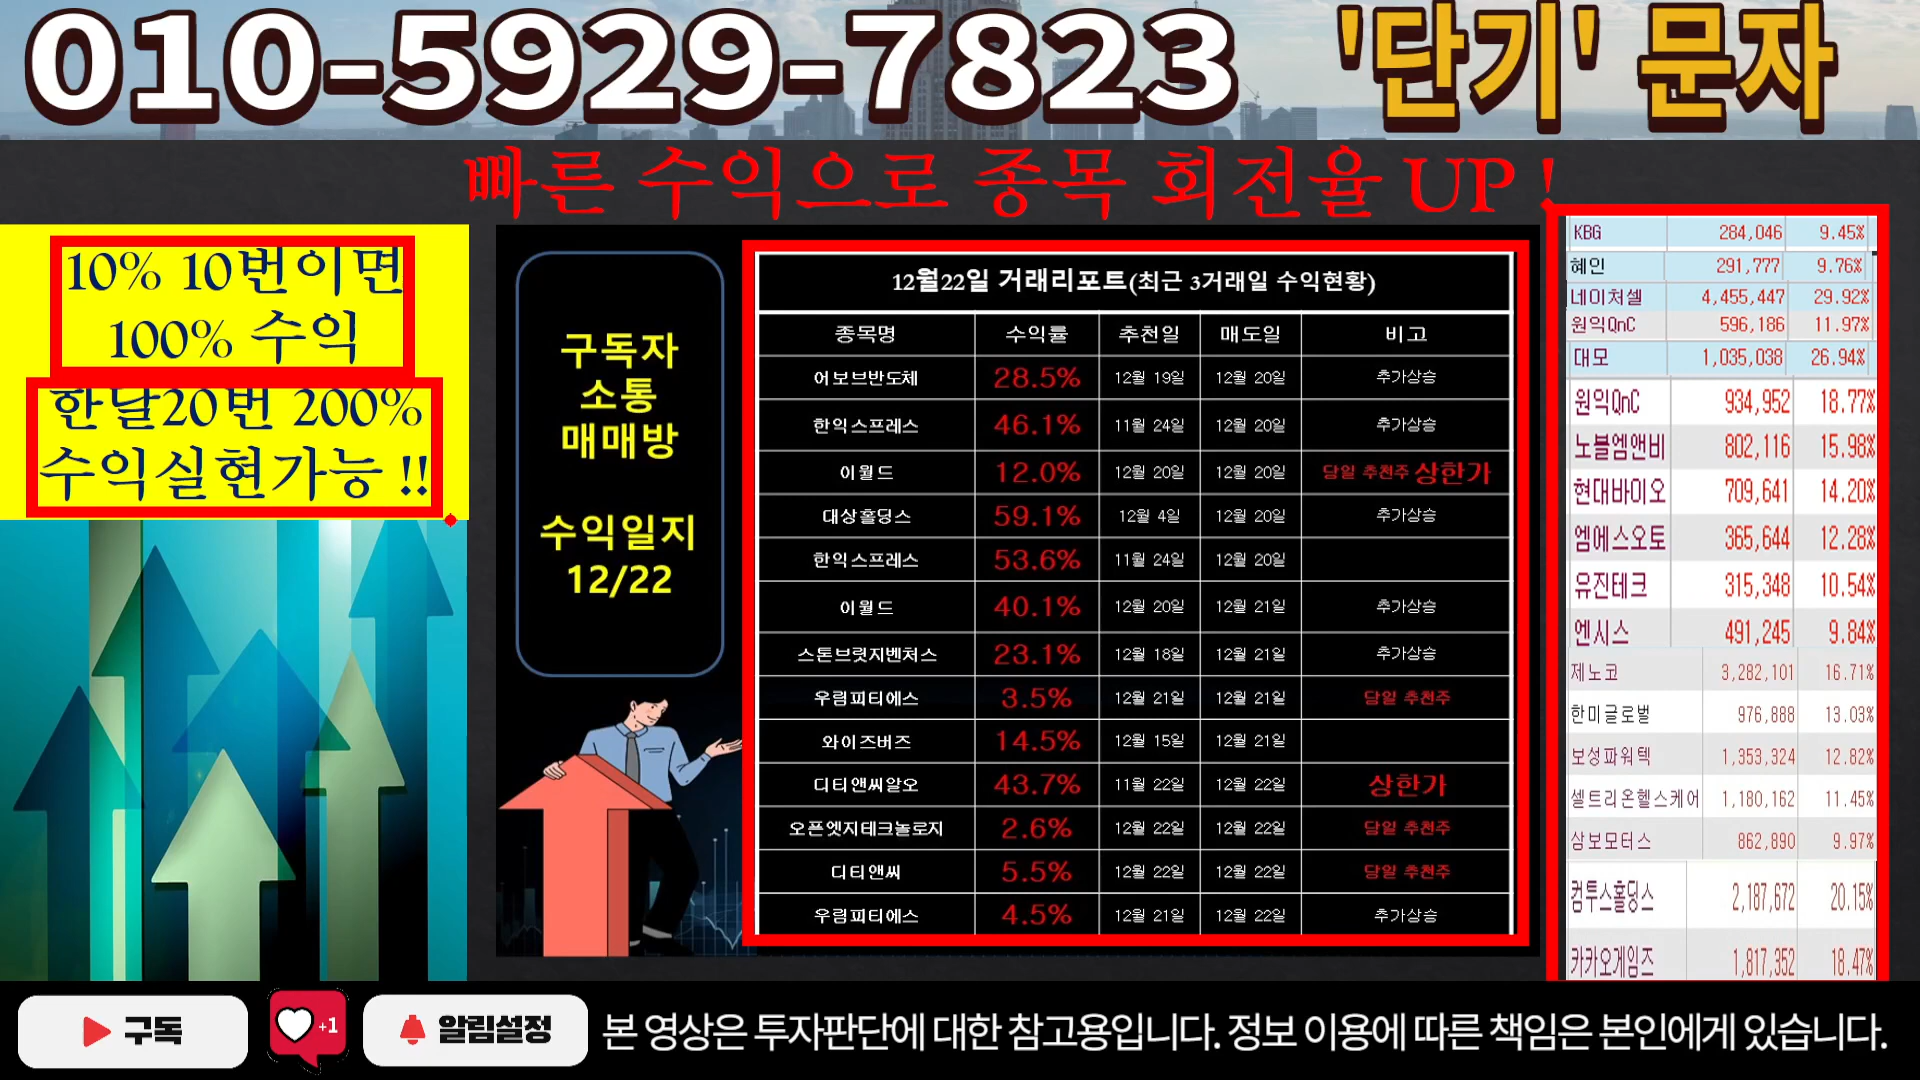 010-5929-7823 '단기' 문자
빠른 수익으로 종목 회전율 UP !
10% 10번이면
100% 수익
한달20번 200%
수익실현가능 !!
구독자
소통
매매방
수익일지
12/22
12월22일 거래리포트(최근 3거래일 수익현황)
종목명 수익률 추천일 매도일 비고
어보브반도체 28.5% 12월 19일 12월 20일 추가상승
한익스프레스 46.1% 11월 24일 12월 20일 추가상승
이월드 12.0% 12월 20일 12월 20일 당일 추천주 상한가
대상홀딩스 59.1% 12월 4일 12월 20일 추가상승
한익스프레스 53.6% 11월 24일 12월 20일
이월드 40.1% 12월 20일 12월 21일 추가상승
스톤브릿지벤처스 23.1% 12월 18일 12월 21일 추가상승
우림피티에스 3.5% 12월 21일 12월 21일 당일 추천주
와이즈버즈 14.5% 12월 15일 12월 21일
디티앤씨알오 43.7% 11월 22일 12월 22일 상한가
오픈엣지테크놀로지 2.6% 12월 22일 12월 22일 당일 추천주
디티앤씨 5.5% 12월 22일 12월 22일 당일 추천주
우림피티에스 4.5% 12월 21일 12월 22일 추가상승
KBG 284,046 9.45%
혜인 291,777 9.76%
네이처셀 4,455,447 29.92%
원익QnC 596,186 11.97%
대모 1,035,038 26.94%
원익QnC 934,952 18.77%
노블엠앤비 802,116 15.98%
현대바이오 709,641 14.20%
엠에스오토 365,644 12.28%
유진테크 315,348 10.54%
엔시스 491,245 9.84%
제노코 3,282,101 16.71%
한미글로벌 976,888 13.03%
보성파워텍 1,353,324 12.82%
셀트리온헬스케어 1,180,162 11.45%
상보모터스 862,890 9.97%
컴투스홀딩스 2,187,672 20.15%
카카오게임즈 1,817,352 18.47%
구독 +1 알림설정 본 영상은 투자판단에 대한 참고용입니다. 정보 이용에 따른 책임은 본인에게 있습니다.